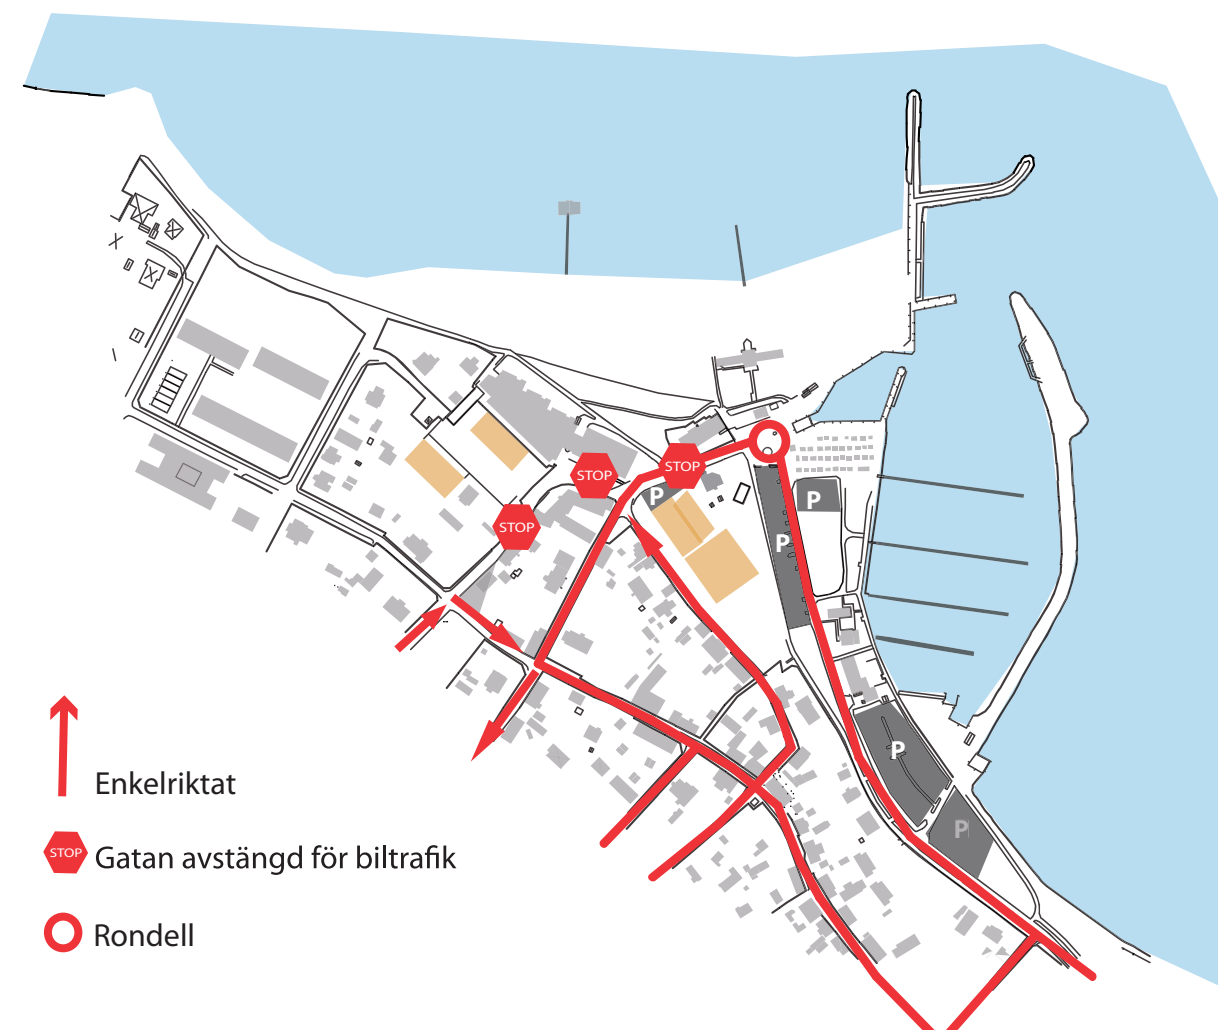 STOP
STOP
STOP
P
P
P
P
P
Enkelriktat
STOP
Gatan avstängd för biltrafik
Rondell